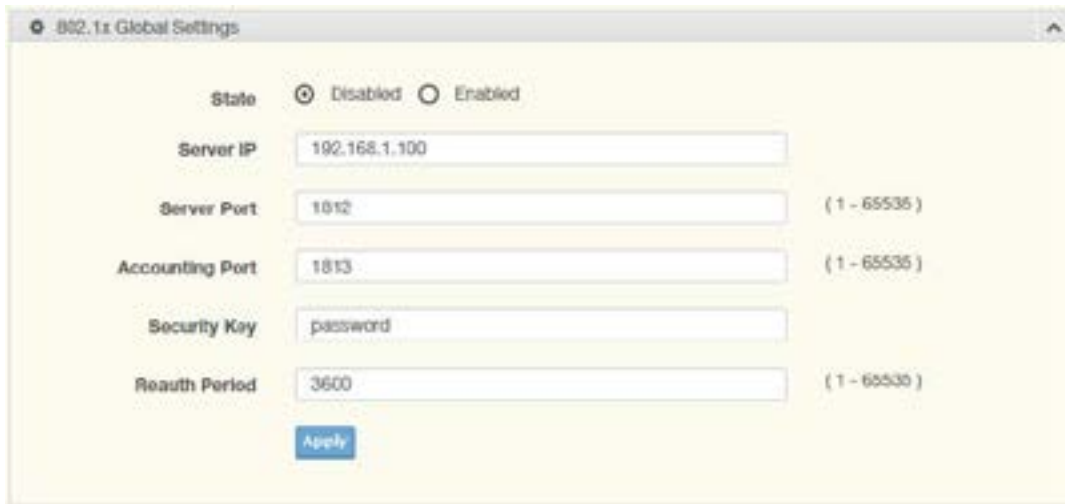 802.1x Global Settings
State Disabled Enabled
Server IP 192.168.1.100
Server Port 1812 ( 1 - 65535 )
Accounting Port 1813 ( 1 - 65535 )
Security Key password
Reauth Period 3600 ( 1 - 65535 )
Apply